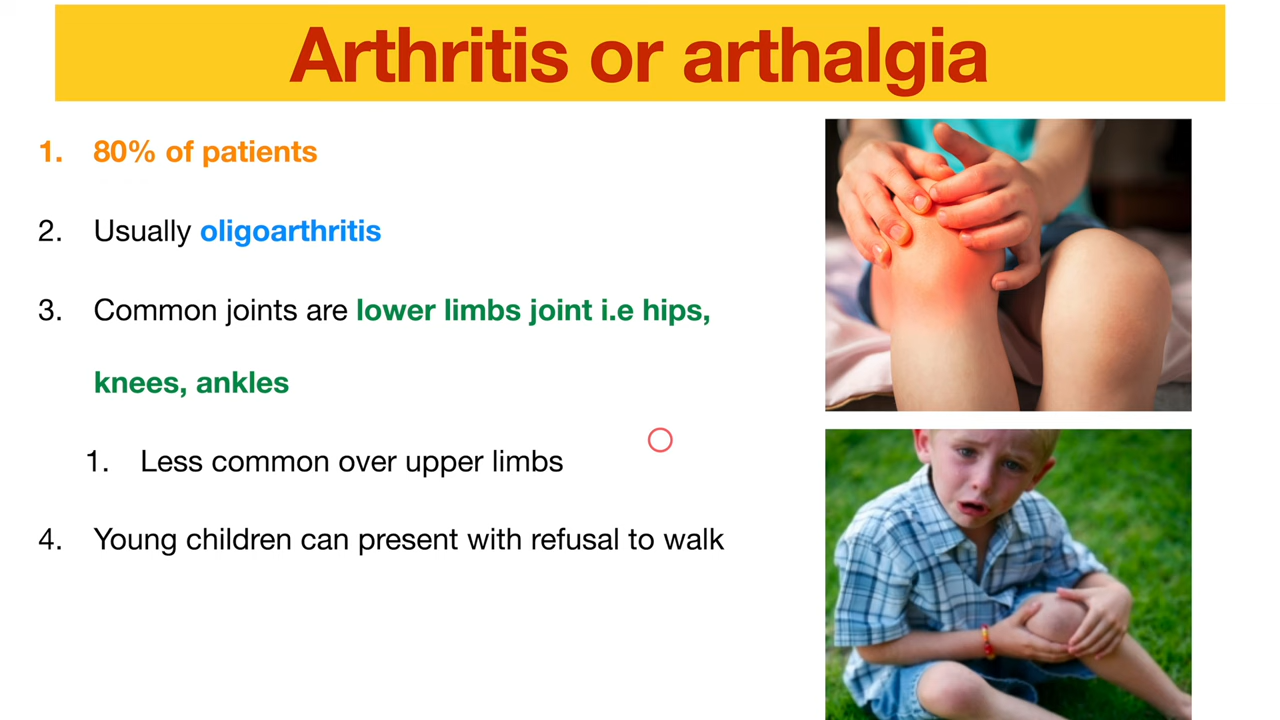 Arthritis or arthalgia
1. 80% of patients
2. Usually oligoarthritis
3. Common joints are lower limbs joint i.e hips,
knees, ankles
1. Less common over upper limbs
4. Young children can present with refusal to walk